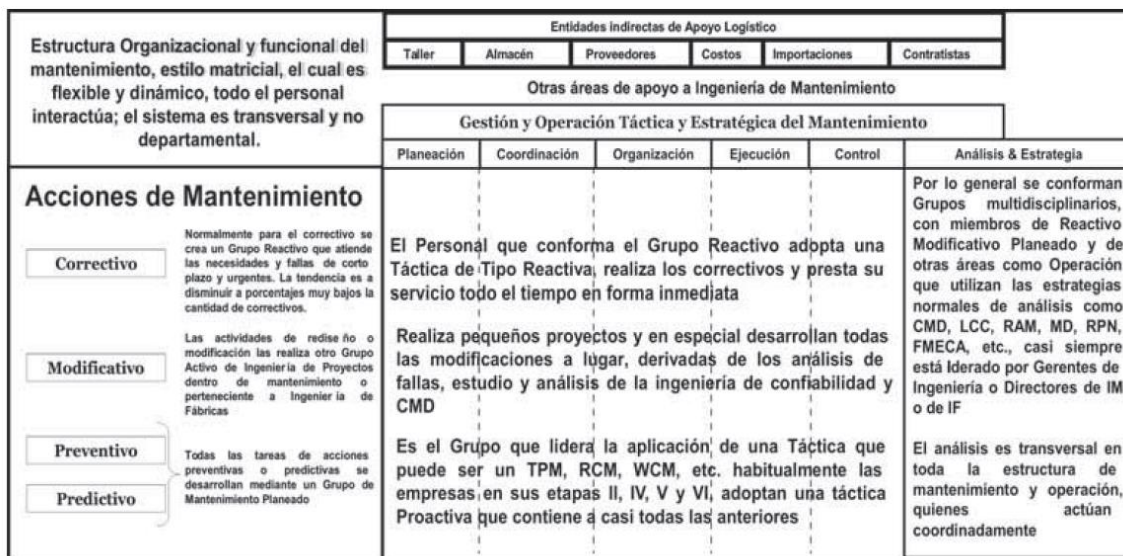 Estructura Organizacional y funcional del
mantenimiento, estilo matricial, el cual es
flexible y dinámico, todo el personal
interactúa; el sistema es transversal y no
departamental.
Entidades indirectas de Apoyo Logístico
Taller Almacén Proveedores Costos Importaciones Contratistas
Otras áreas de apoyo a Ingeniería de Mantenimiento
Gestión y Operación Táctica y Estratégica del Mantenimiento
Planeación Coordinación Organización Ejecución Control Análisis & Estrategia
Acciones de Mantenimiento
Correctivo
Normalmente para el correctivo se
crea un Grupo Reactivo que atiende
las necesidades y fallas de corto
plazo y urgentes. La tendencia es a
disminuir a porcentajes muy bajos la
cantidad de correctivos.
El Personal que conforma el Grupo Reactivo adopta una
Táctica de Tipo Reactiva, realiza los correctivos y presta su
servicio todo el tiempo en forma inmediata
Modificativo
Las actividades de rediseño o
modificación las realiza otro Grupo
Activo de Ingeniería de Proyectos
dentro de mantenimiento o
perteneciente a Ingeniería de
Fábricas
Realiza pequeños proyectos y en especial desarrollan todas
las modificaciones a lugar, derivadas de los análisis de
fallas, estudio y análisis de la ingeniería de confiabilidad y
CMD
Preventivo
Predictivo
Todas las tareas de acciones
preventivas o predictivas se
desarrollan mediante un Grupo de
Mantenimiento Planeado
Es el Grupo que lidera la aplicación de una Táctica que
puede ser un TPM, RCM, WCM, etc. habitualmente las
empresas en sus etapas II, IV, V y VI, adoptan una táctica
Proactiva que contiene a casi todas las anteriores
Por lo general se conforman
Grupos multidisciplinarios,
con miembros de Reactivo
Modificativo Planeado y de
otras áreas como Operación
que utilizan las estrategias
normales de análisis como
CMD, LCC, RAM, MD, RPN,
FMECA, etc., casi siempre
está lderado por Gerentes de
Ingeniería o Directores de IM
o de IF
El análisis es transversal en
toda la estructura de
mantenimiento y operación,
quienes actúan
coordinadamente